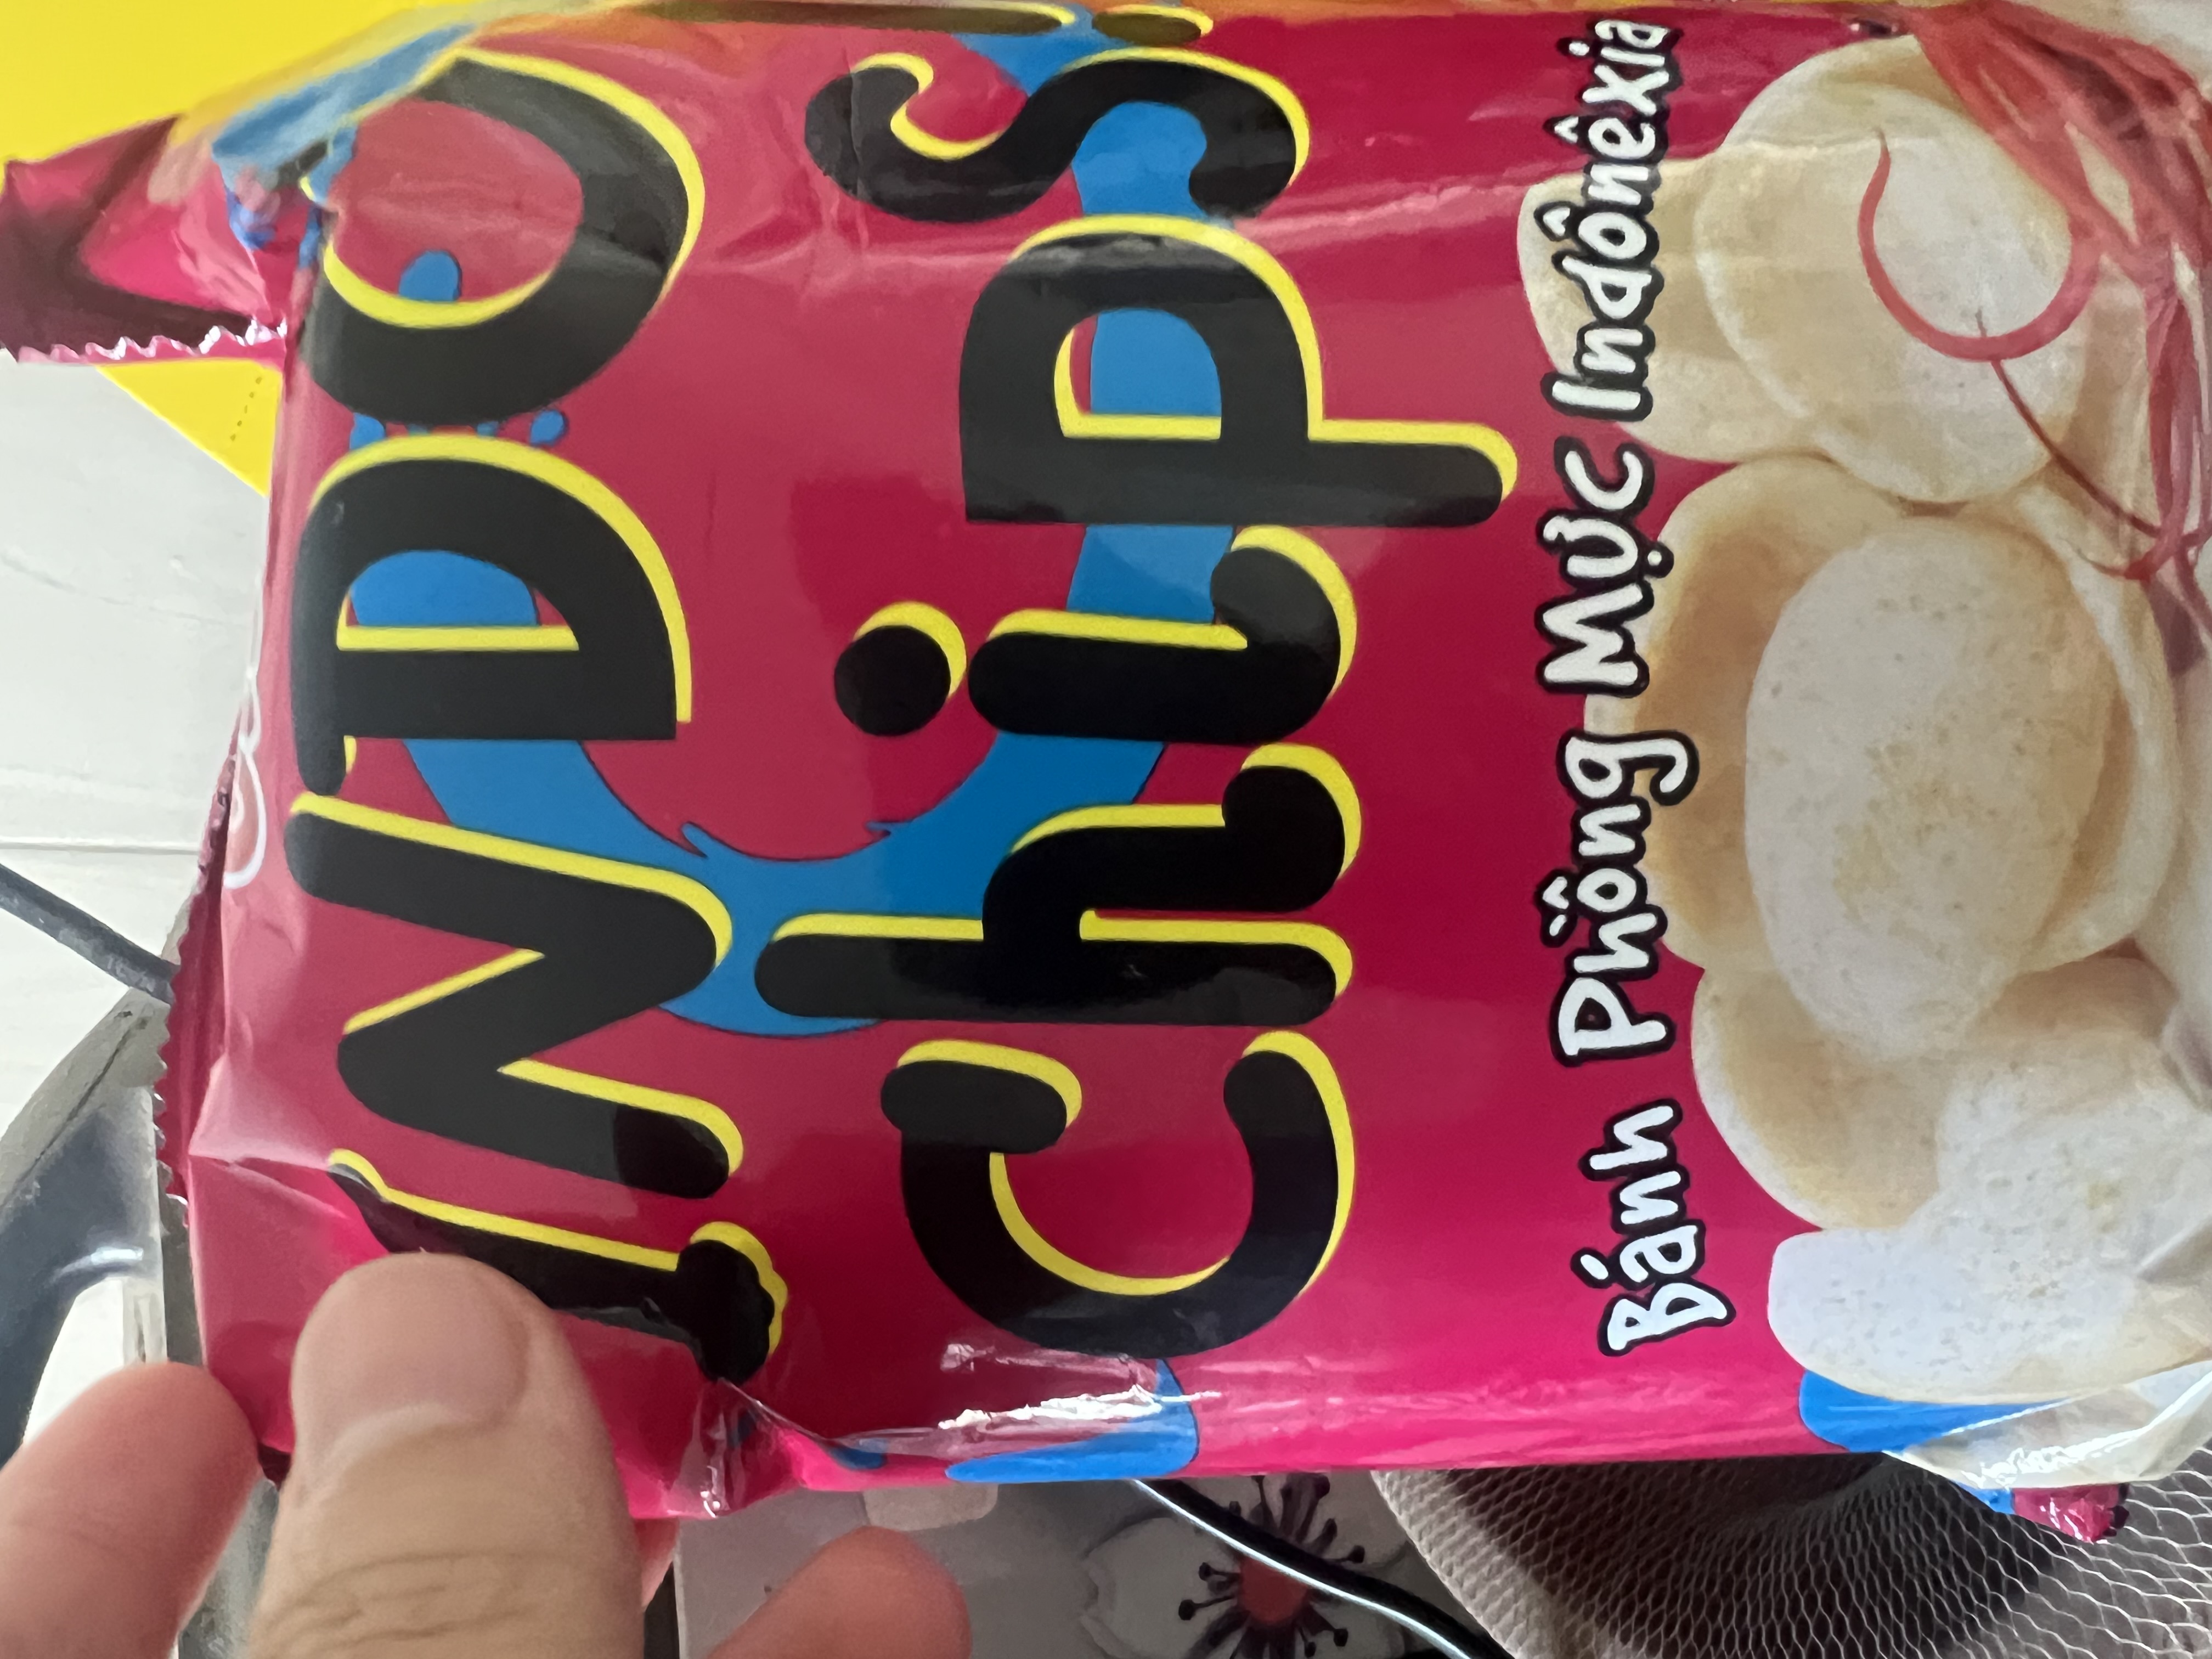 INDO
Chips
Bánh Phồng Mực Indônêxia